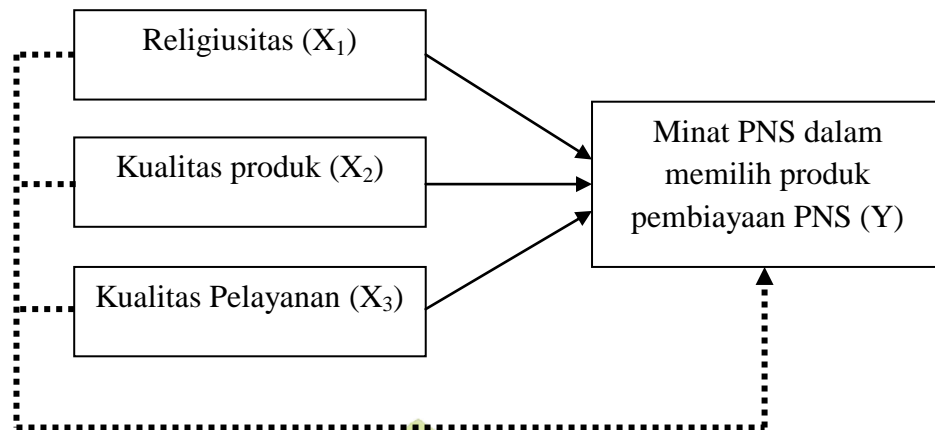 Religiusitas (X₁)
Kualitas produk (X₂)
Kualitas Pelayanan (X₃)
Minat PNS dalam
memilih produk
pembiayaan PNS (Y)